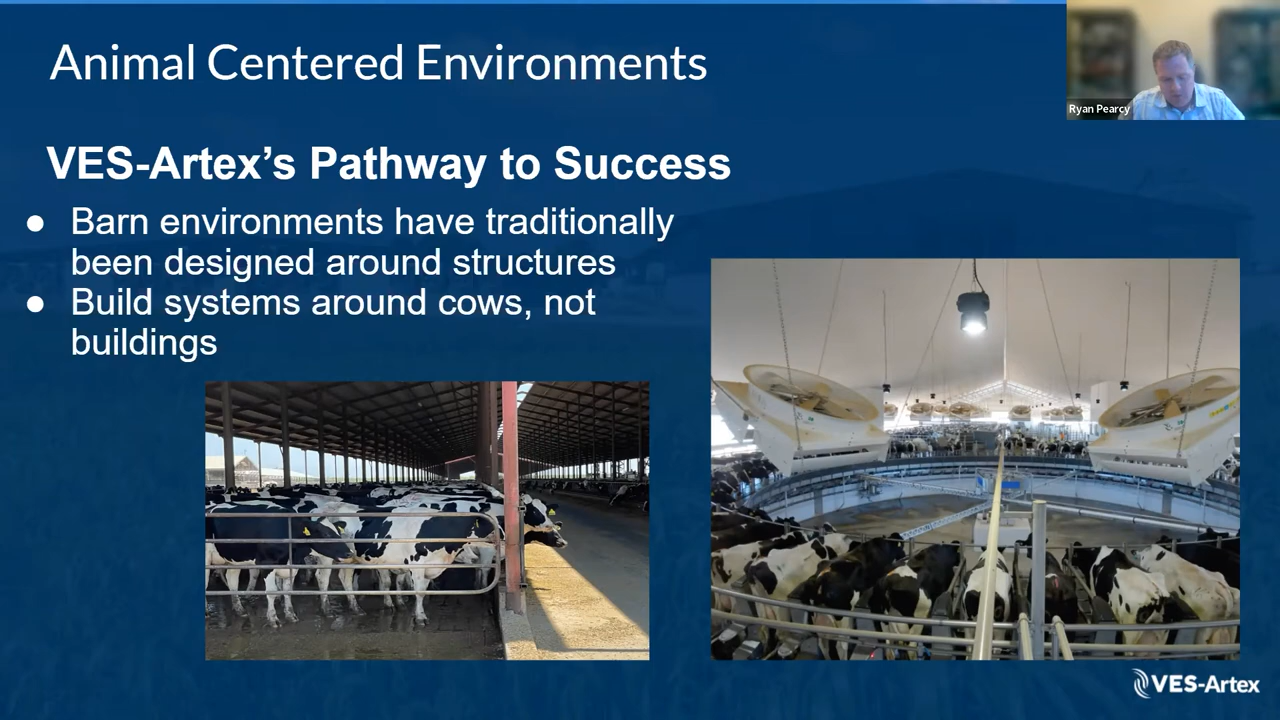 Animal Centered Environments
Ryan Pearcy
VES-Artex’s Pathway to Success
● Barn environments have traditionally
been designed around structures
● Build systems around cows, not
buildings
VES-Artex